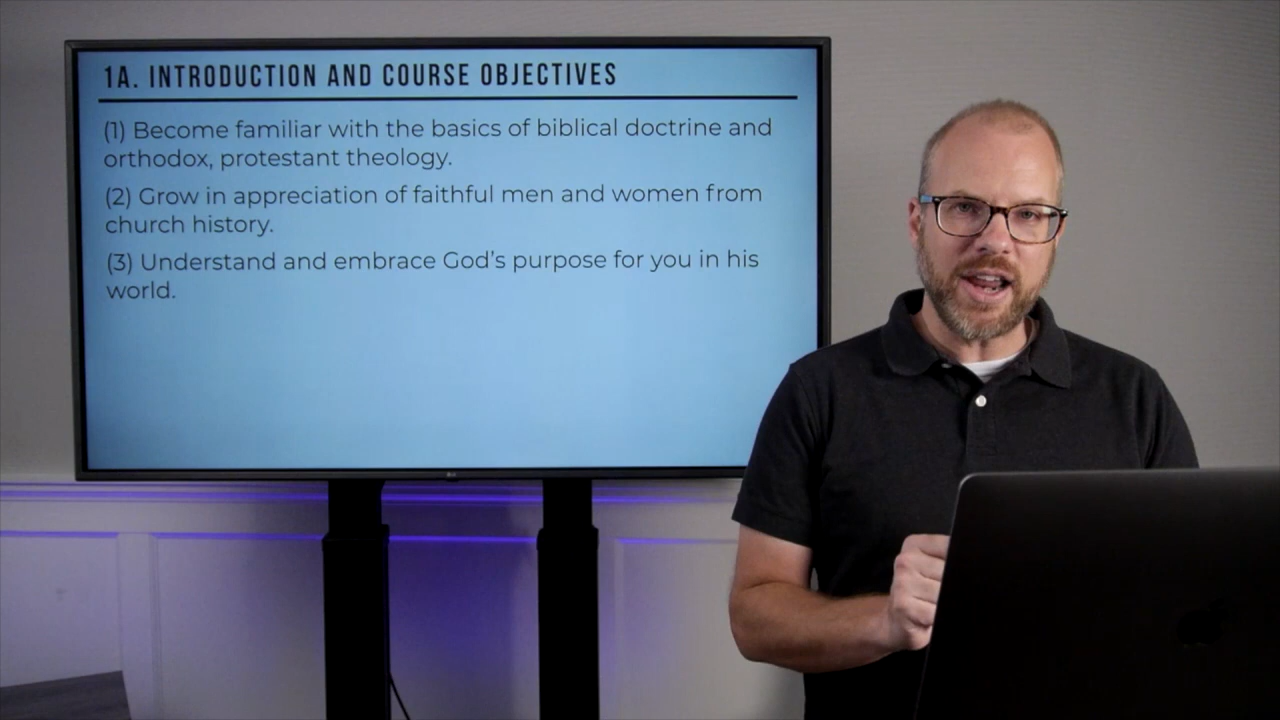 1A. INTRODUCTION AND COURSE OBJECTIVES
(1) Become familiar with the basics of biblical doctrine and
orthodox, protestant theology.
(2) Grow in appreciation of faithful men and women from
church history.
(3) Understand and embrace God's purpose for you in his
world.